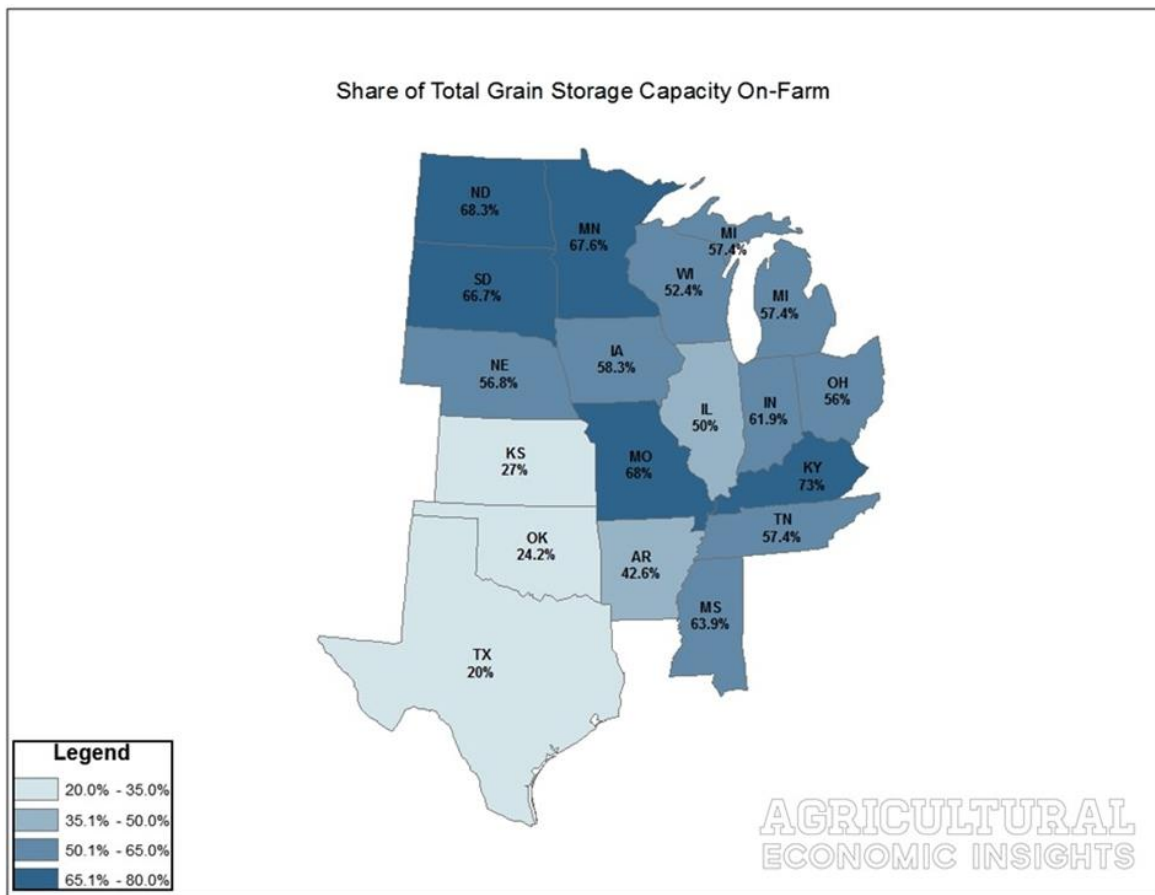 Share of Total Grain Storage Capacity On-Farm
ND
68.3%
MN
67.6%
MI
57.4%
SD
66.7%
WI
52.4%
MI
57.4%
NE
56.8%
IA
58.3%
IL
50%
IN
61.9%
OH
56%
KS
27%
MO
68%
KY
73%
OK
24.2%
AR
42.6%
TN
57.4%
MS
63.9%
TX
20%
Legend
20.0% - 35.0%
35.1% - 50.0%
50.1% - 65.0%
65.1% - 80.0%
AGRICULTURAL
ECONOMIC INSIGHTS